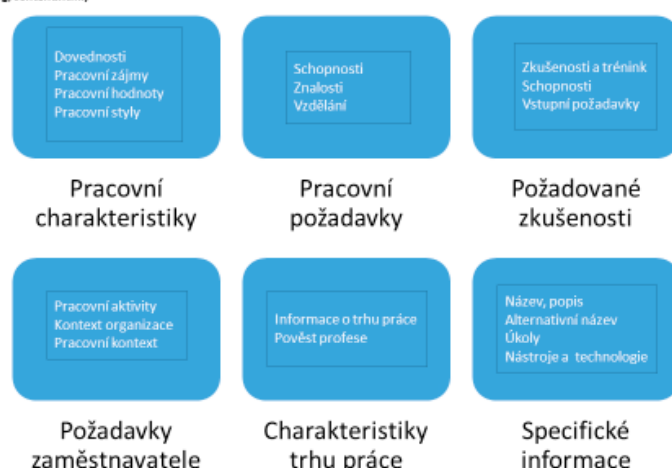 Dovednosti
Pracovní zájmy
Pracovní hodnoty
Pracovní styly
Pracovní
charakteristiky
Schopnosti
Znalosti
Vzdělání
Pracovní
požadavky
Zkušenosti a trénink
Schopnosti
Vstupní požadavky
Požadované
zkušenosti
Pracovní aktivity
Kontext organizace
Pracovní kontext
Požadavky
zaměstnavatele
Informace o trhu práce
Pověst profese
Charakteristiky
trhu práce
Název, popis
Alternativní název
Úkoly
Nástroje a technologie
Specifické
informace